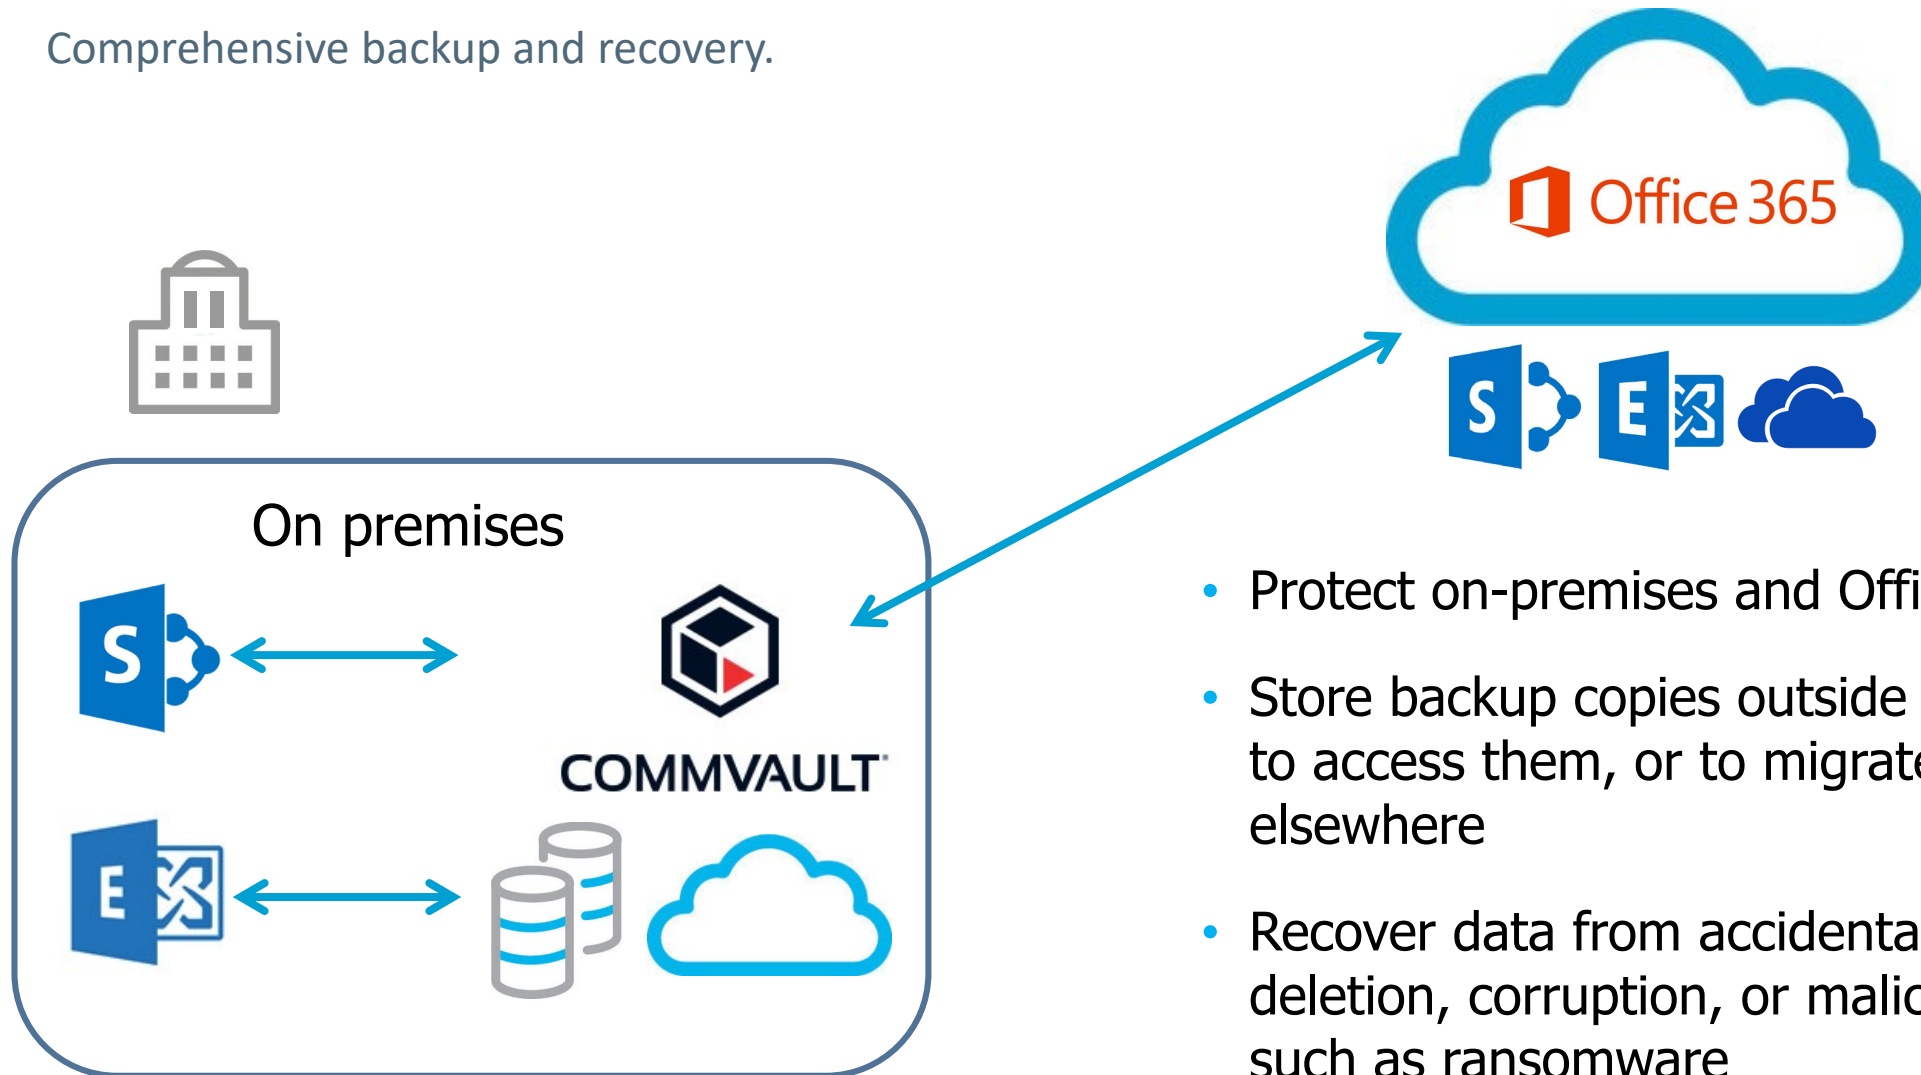 Comprehensive backup and recovery.
Office 365
S
E
On premises
S
COMMVAULT
E
• Protect on-premises and Offi
• Store backup copies outside
to access them, or to migrate
elsewhere
• Recover data from accidenta
deletion, corruption, or malic
such as ransomware